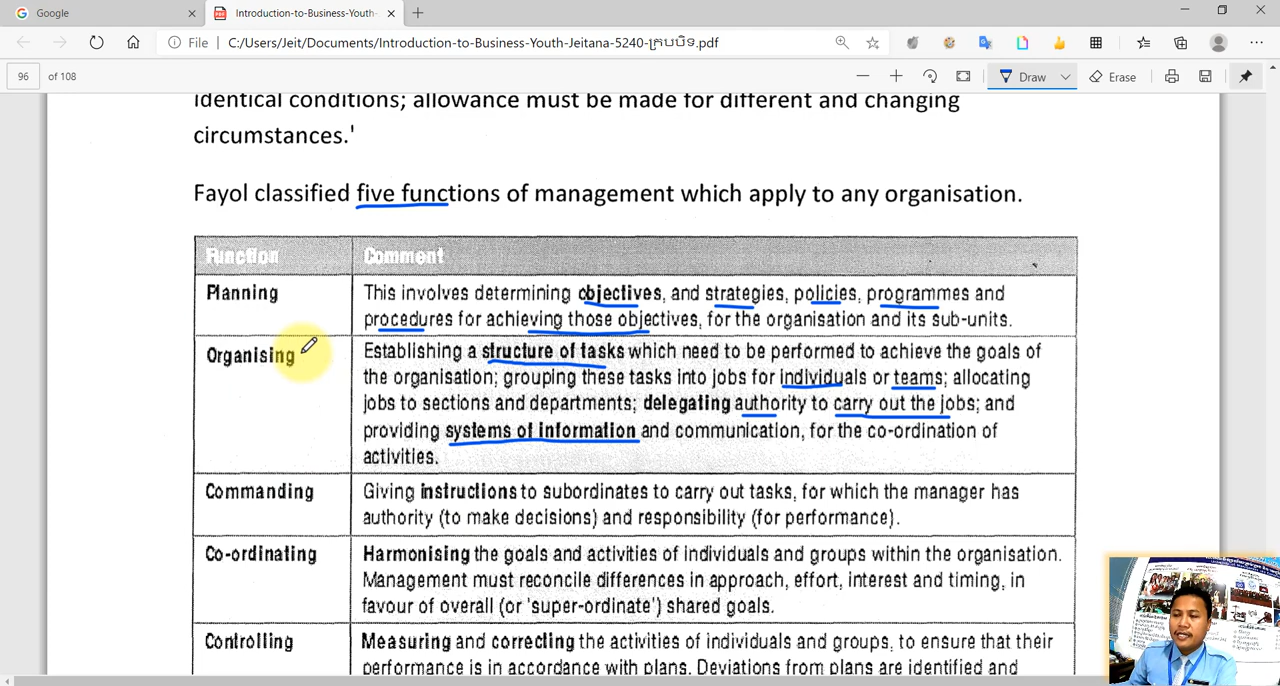 Google
Introduction-to-Business-Youth-
File
C:/Users/Jeit/Documents/Introduction-to-Business-Youth-Jeitana-5240-ក្របបិទ.pdf
96 of 108
Draw
Erase
identical conditions; allowance must be made for different and changing
circumstances.'
Fayol classified five functions of management which apply to any organisation.
Function
Comment
Planning
This involves determining objectives, and strategies, policies, programmes and
procedures for achieving those objectives, for the organisation and its sub-units.
Organising
Establishing a structure of tasks which need to be performed to achieve the goals of
the organisation; grouping these tasks into jobs for individuals or teams; allocating
jobs to sections and departments; delegating authority to carry out the jobs; and
providing systems of information and communication, for the co-ordination of
activities.
Commanding
Giving instructions to subordinates to carry out tasks, for which the manager has
authority (to make decisions) and responsibility (for performance).
Co-ordinating
Harmonising the goals and activities of individuals and groups within the organisation.
Management must reconcile differences in approach, effort, interest and timing, in
favour of overall (or 'super-ordinate') shared goals.
Controlling
Measuring and correcting the activities of individuals and groups, to ensure that their
performance is in accordance with plans. Deviations from plans are identified and